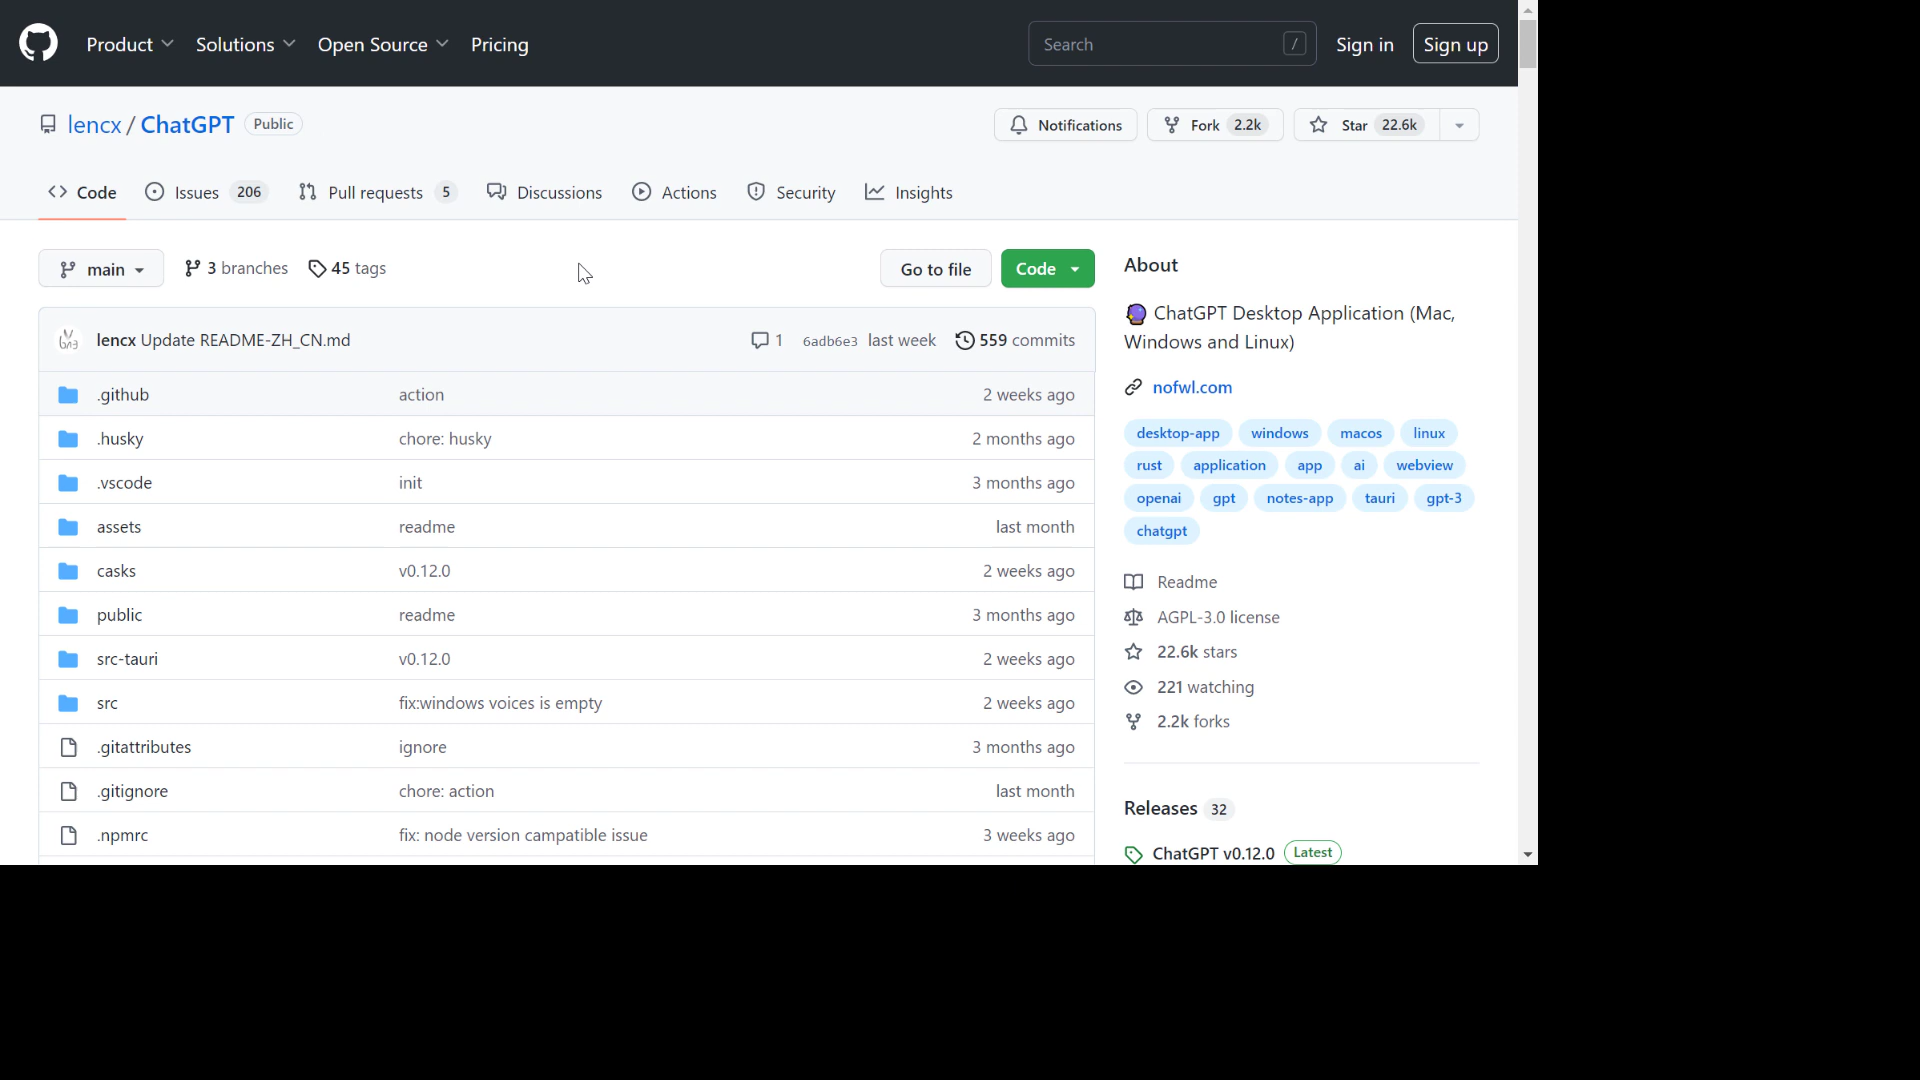 Product Solutions Open Source Pricing Search / Sign in Sign up
lencx / ChatGPT Public Notifications Fork 2.2k Star 22.6k
Code Issues 206 Pull requests 5 Discussions Actions Security Insights
main 3 branches 45 tags Go to file Code
lencx Update README-ZH_CN.md 1 6adb6e3 last week 559 commits
.github action 2 weeks ago
.husky chore: husky 2 months ago
.vscode init 3 months ago
assets readme last month
casks v0.12.0 2 weeks ago
public readme 3 months ago
src-tauri v0.12.0 2 weeks ago
src fix:windows voices is empty 2 weeks ago
.gitattributes ignore 3 months ago
.gitignore chore: action last month
.npmrc fix: node version campatible issue 3 weeks ago
About
ChatGPT Desktop Application (Mac,
Windows and Linux)
nofwl.com
desktop-app windows macos linux
rust application app ai webview
openai gpt notes-app tauri gpt-3
chatgpt
Readme
AGPL-3.0 license
22.6k stars
221 watching
2.2k forks
Releases 32
ChatGPT v0.12.0 Latest